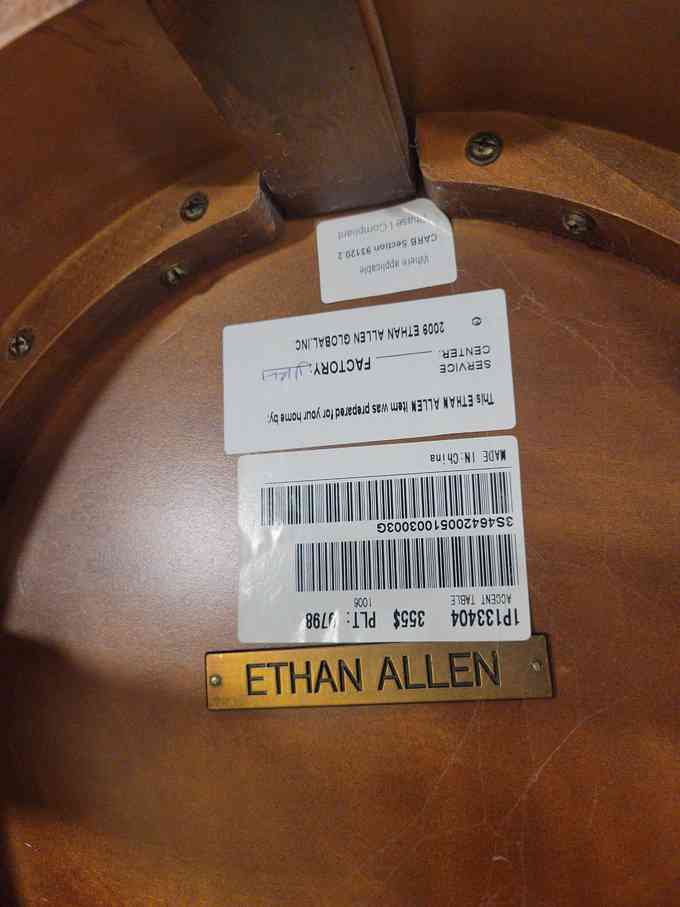 ETHAN ALLEN
1P133404 355$ PLT:
ACCENT TABLE 1006
3S46420051003003G
MADE IN:China
This ETHAN ALLEN item was prepared for your home by:
SERVICE
CENTER: FACTORY:
© 2009 ETHAN ALLEN GLOBAL,INC.
Where applicable
CARB Section 93120.2
Phase I Compliant